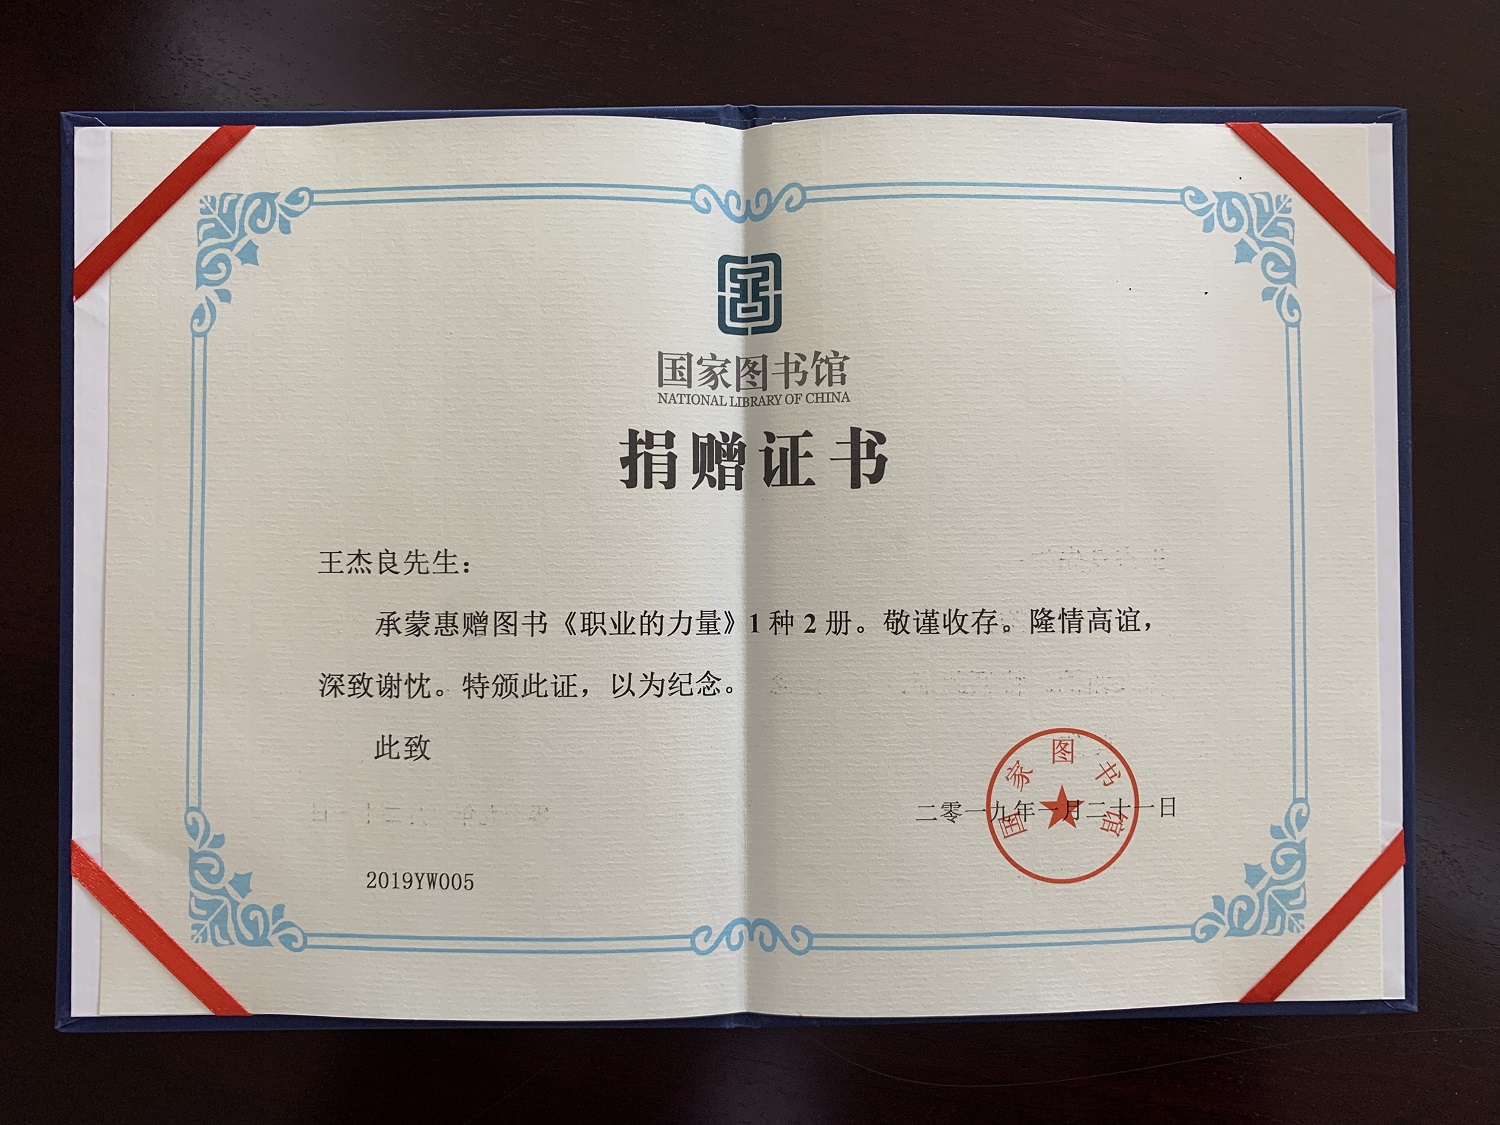 国家图书馆
NATIONAL LIBRARY OF CHINA
捐赠证书
王杰良先生：
承蒙惠赠图书《职业的力量》1 种 2 册。敬谨收存。隆情高谊，
深致谢忱。特颁此证，以为纪念。
此致
国家图书馆
二零一九年一月二十一日
2019YW005